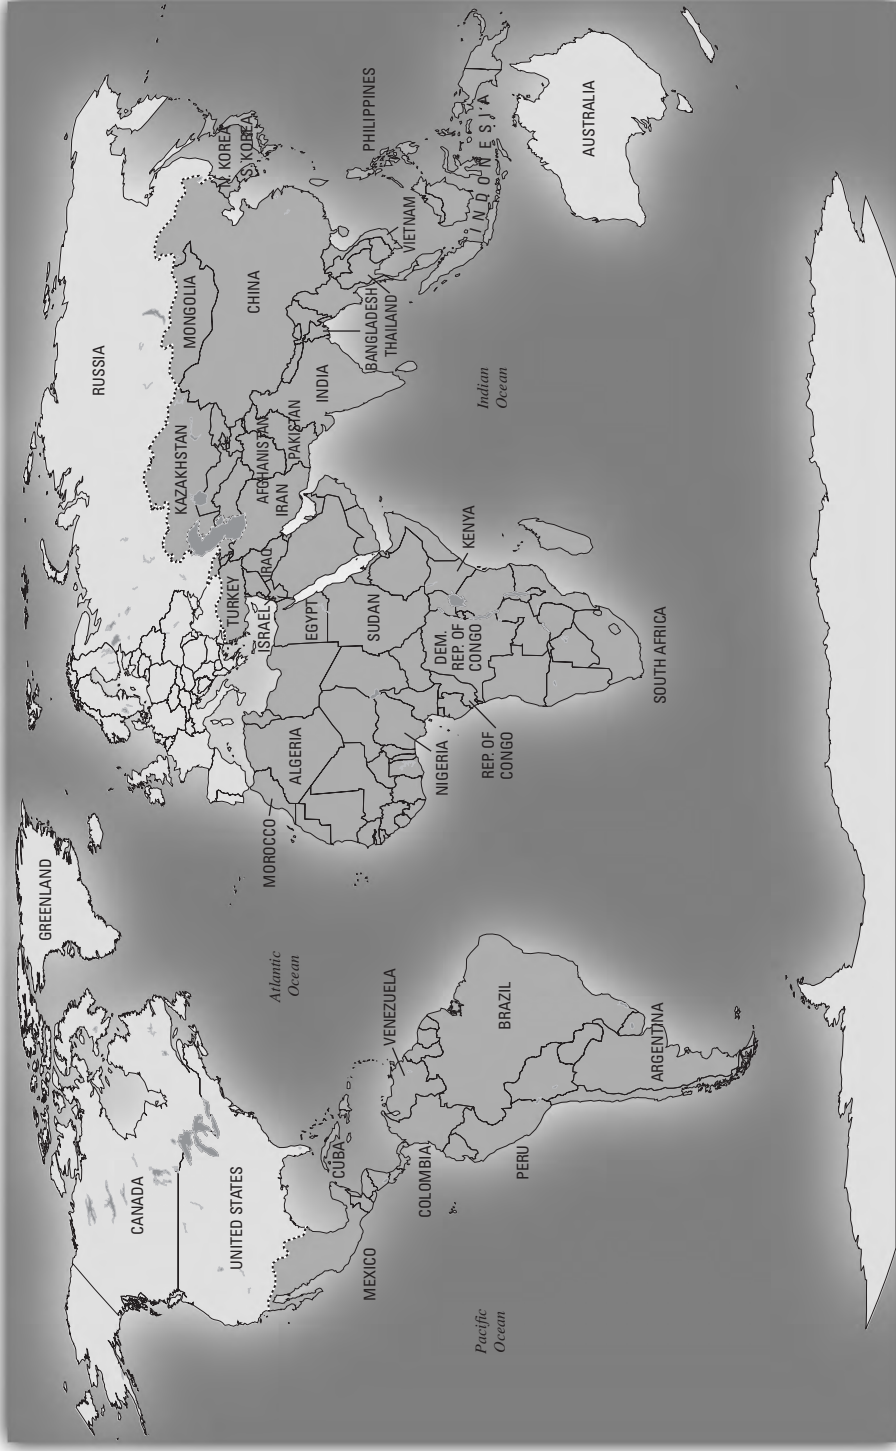 GREENLAND
CANADA
UNITED STATES
MEXICO
CUBA
COLOMBIA
VENEZUELA
PERU
BRAZIL
ARGENTINA
Pacific
Ocean
Atlantic
Ocean
RUSSIA
KAZAKHSTAN
MONGOLIA
CHINA
N. KOREA
S. KOREA
TURKEY
ISRAEL
IRAQ
IRAN
AFGHANISTAN
PAKISTAN
INDIA
BANGLADESH
THAILAND
VIETNAM
PHILIPPINES
INDONESIA
MOROCCO
ALGERIA
EGYPT
SUDAN
NIGERIA
REP. OF
CONGO
DEM.
REP. OF
CONGO
KENYA
SOUTH AFRICA
Indian
Ocean
AUSTRALIA